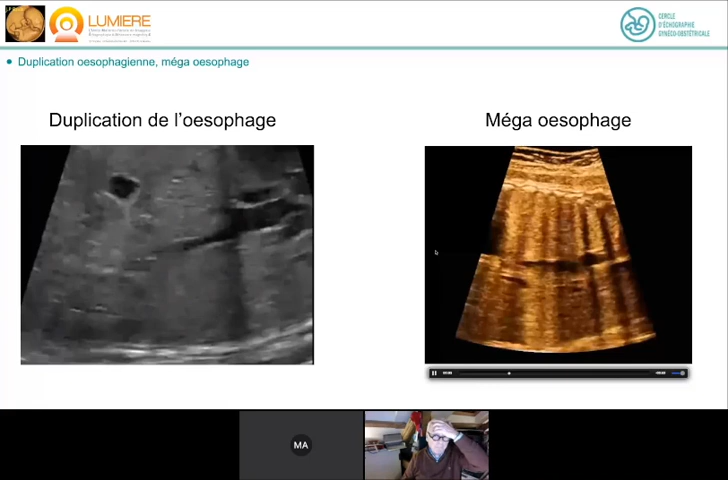 LUMIERE
CERCLE
D'ÉCHOGRAPHIE
GYNÉCO-OBSTÉTRICALE
Duplication oesophagienne, méga oesophage
Duplication de l'oesophage
Méga oesophage
MA